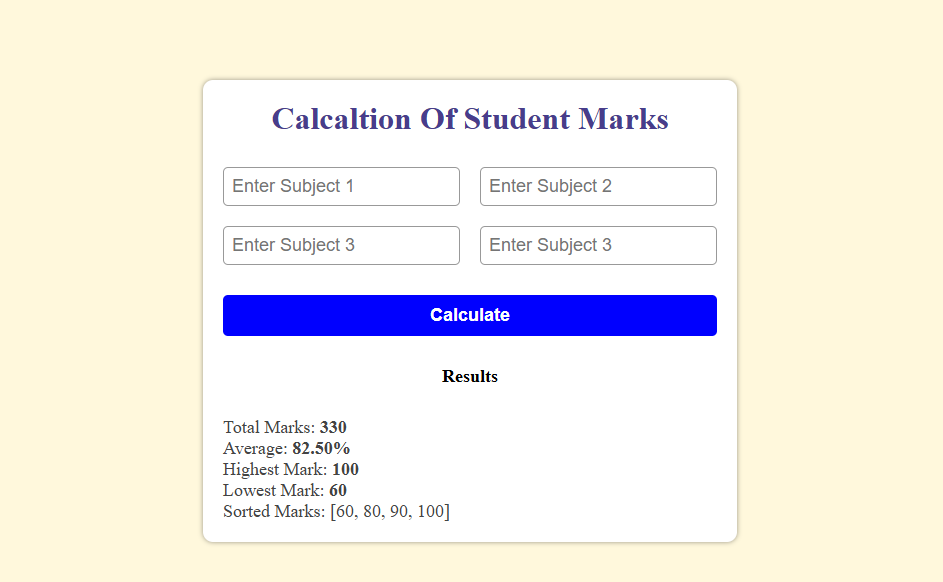 Calcaltion Of Student Marks
Enter Subject 1
Enter Subject 2
Enter Subject 3
Enter Subject 3
Calculate
Results
Total Marks: 330
Average: 82.50%
Highest Mark: 100
Lowest Mark: 60
Sorted Marks: [60, 80, 90, 100]